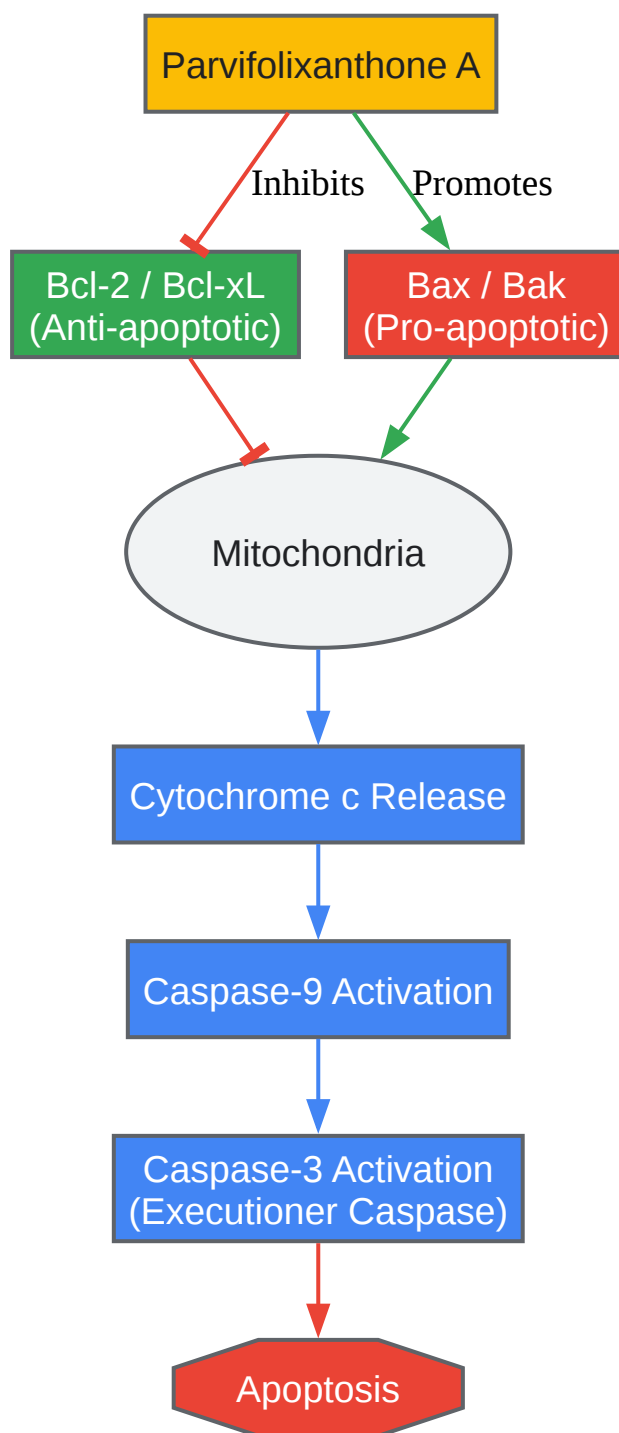 Parvifolixanthone A
Inhibits
Promotes
Bcl-2 / Bcl-xL
(Anti-apoptotic)
Bax / Bak
(Pro-apoptotic)
Mitochondria
Cytochrome c Release
Caspase-9 Activation
Caspase-3 Activation
(Executioner Caspase)
Apoptosis